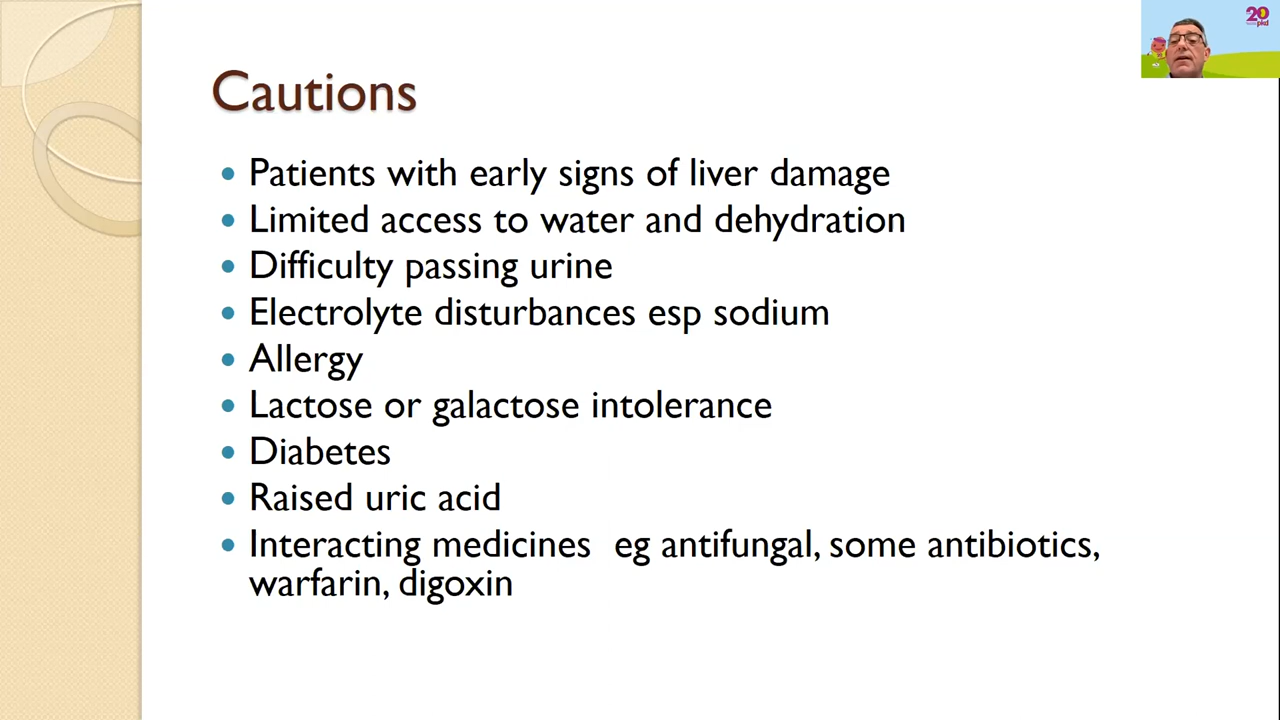 20
pkd
Cautions
Patients with early signs of liver damage
Limited access to water and dehydration
Difficulty passing urine
Electrolyte disturbances esp sodium
Allergy
Lactose or galactose intolerance
Diabetes
Raised uric acid
Interacting medicines eg antifungal, some antibiotics,
warfarin, digoxin